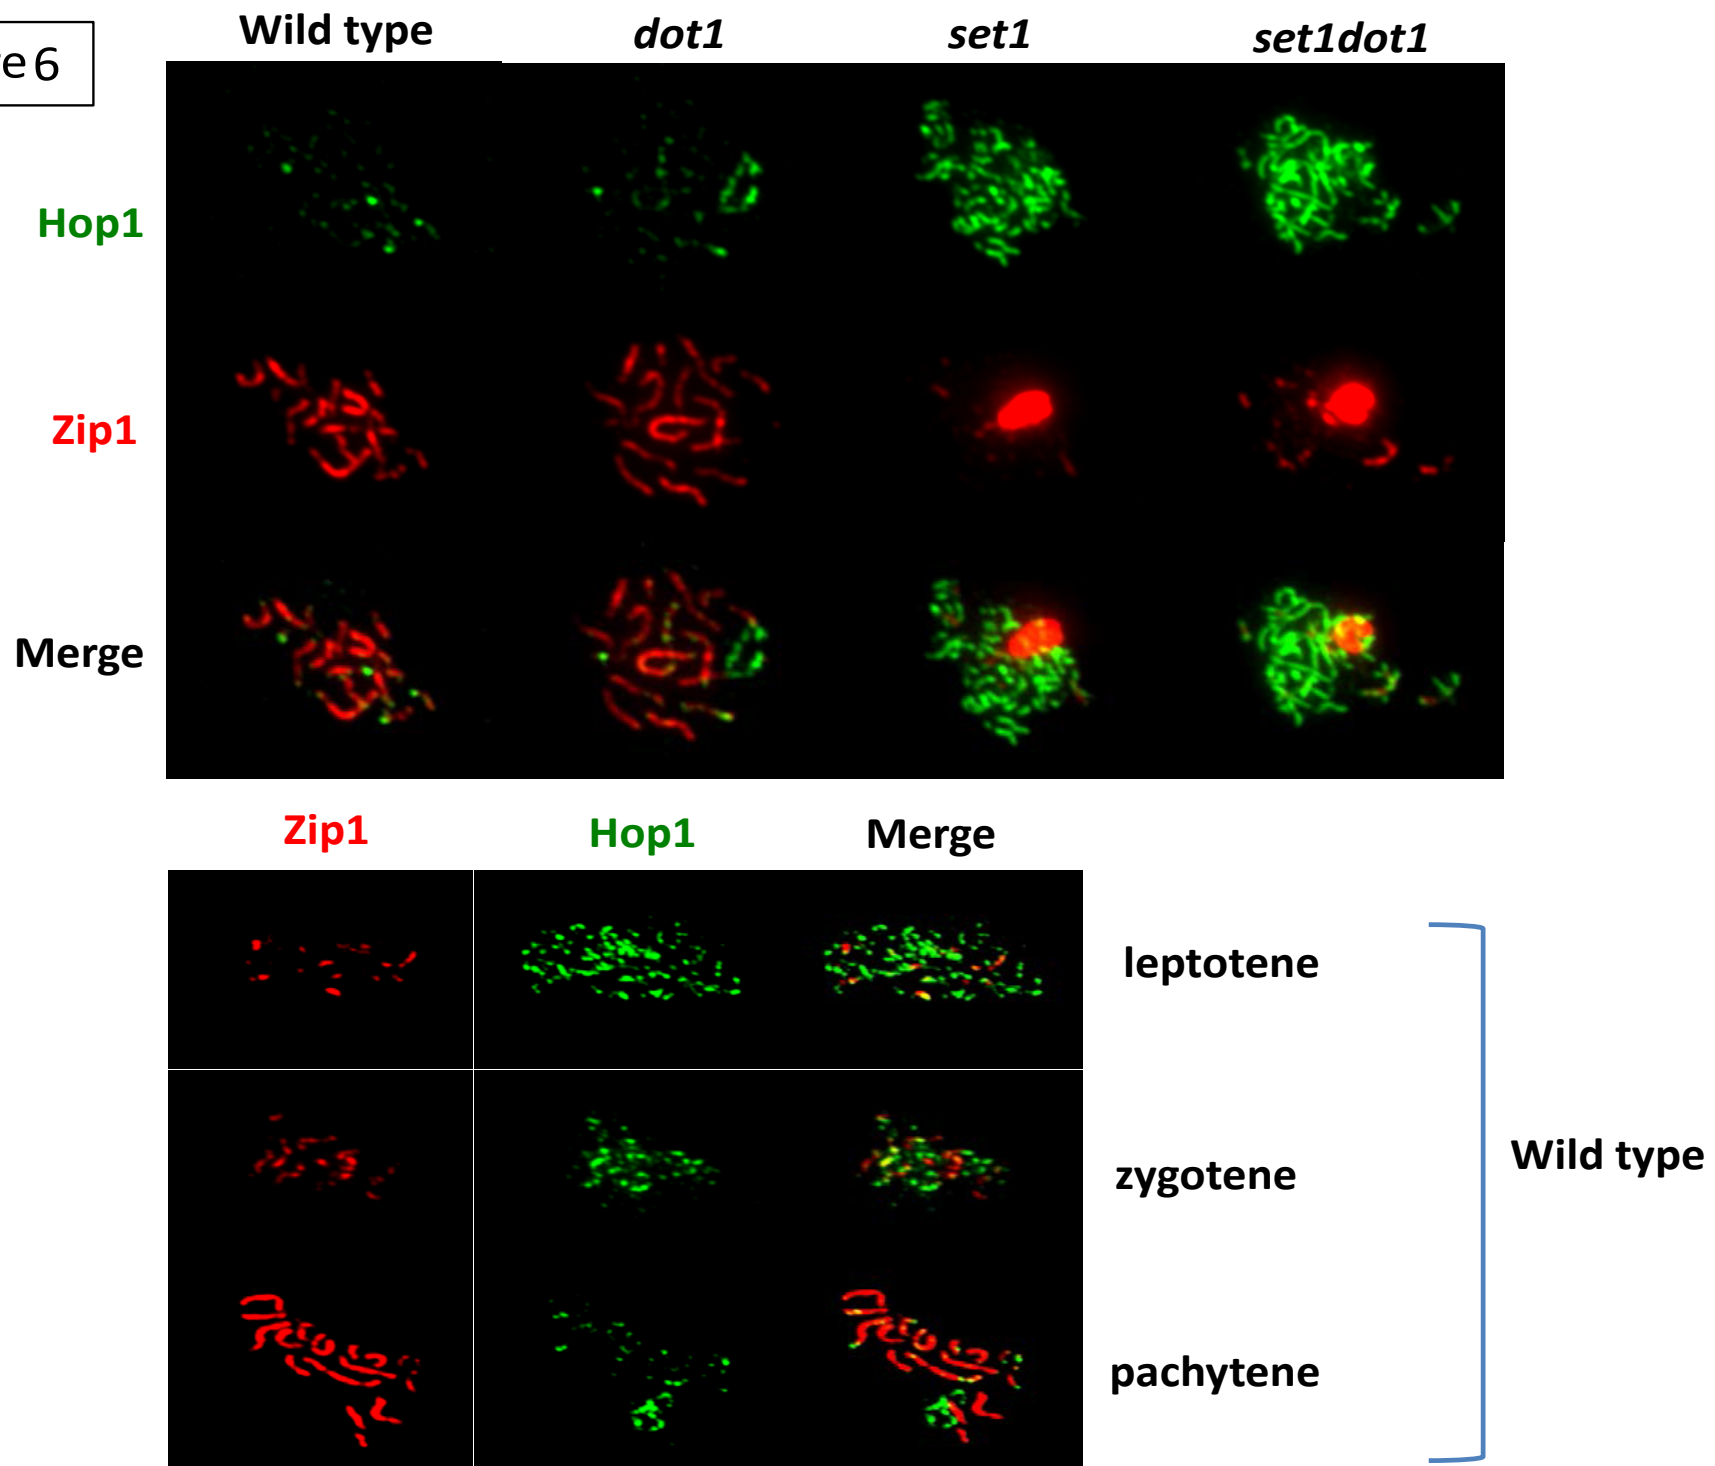 Wild type dot1 set1 set1dot1
e 6
Hop1
Zip1
Merge
Zip1 Hop1 Merge
leptotene
zygotene
Wild type
pachytene